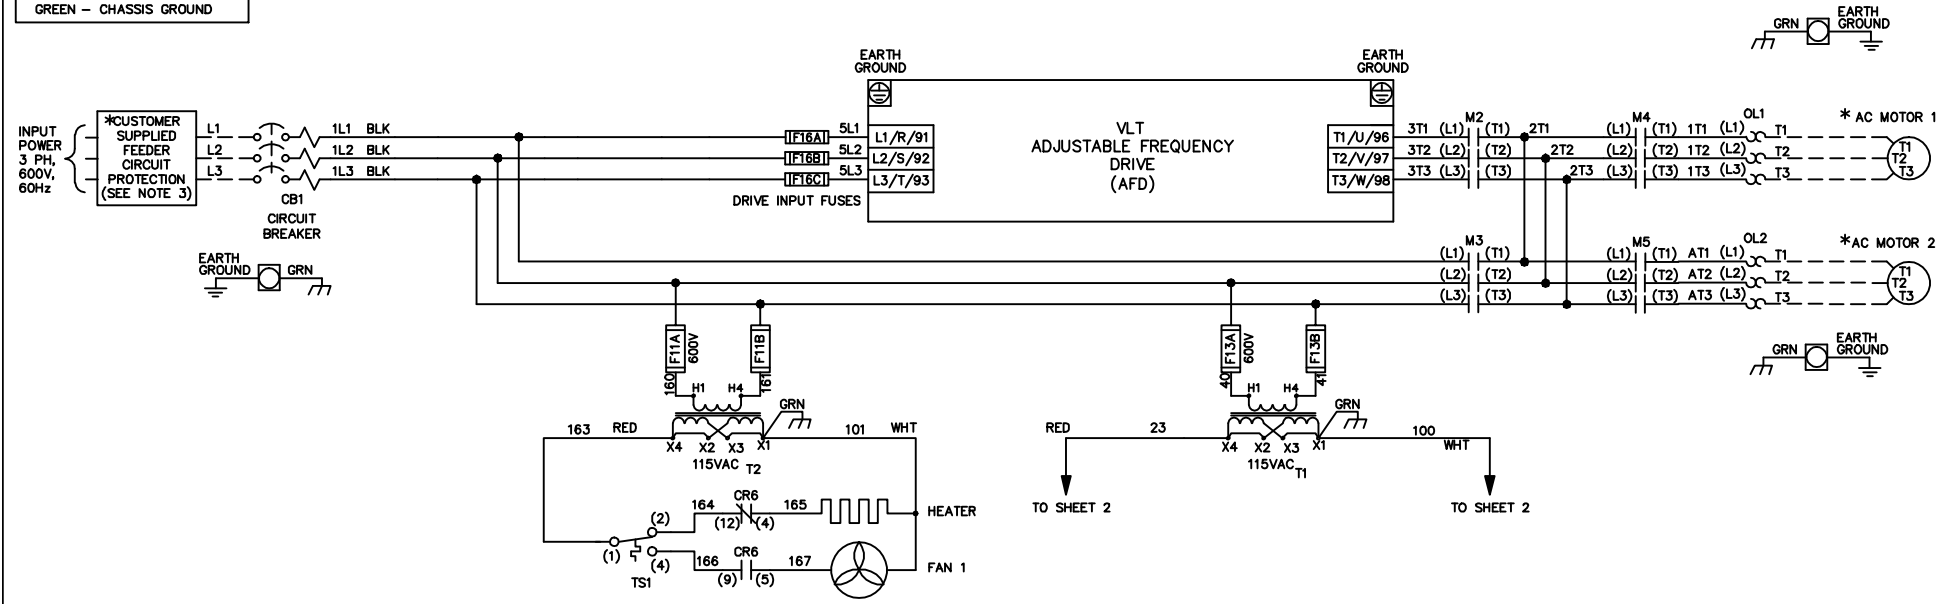 GREEN - CHASSIS GROUND
GRN
EARTH
GROUND
EARTH
GROUND
EARTH
GROUND
INPUT
POWER
3 PH,
600V,
60Hz
*CUSTOMER
SUPPLIED
FEEDER
CIRCUIT
PROTECTION
(SEE NOTE 3)
L1
L2
L3
CB1
CIRCUIT
BREAKER
1L1 BLK
1L2 BLK
1L3 BLK
F16A
F16B
F16C
DRIVE INPUT FUSES
5L1
5L2
5L3
L1/R/91
L2/S/92
L3/T/93
VLT
ADJUSTABLE FREQUENCY
DRIVE
(AFD)
T1/U/96
T2/V/97
T3/W/98
M2
3T1 (L1) (T1) 2T1
3T2 (L2) (T2) 2T2
3T3 (L3) (T3) 2T3
M4
(L1) (T1) 1T1 (L1)
(L2) (T2) 1T2 (L2)
(L3) (T3) 1T3 (L3)
OL1
T1
T2
T3
* AC MOTOR 1
T1
T2
T3
EARTH
GROUND
GRN
M3
(L1) (T1)
(L2) (T2)
(L3) (T3)
M5
(L1) (T1) AT1 (L1)
(L2) (T2) AT2 (L2)
(L3) (T3) AT3 (L3)
OL2
T1
T2
T3
*AC MOTOR 2
T1
T2
T3
GRN
EARTH
GROUND
F11A
600V
F11B
160
161
H1 H4
GRN
163 RED
X4 X2 X3 X1
101 WHT
115VAC T2
F13A
600V
F13B
40
41
H1 H4
GRN
RED 23
X4 X2 X3 X1
100
WHT
115VAC T1
TO SHEET 2
TO SHEET 2
CR6
164 165
(12) (4)
HEATER
(2)
(1)
(4)
TS1
CR6
166 167
(9) (5)
FAN 1